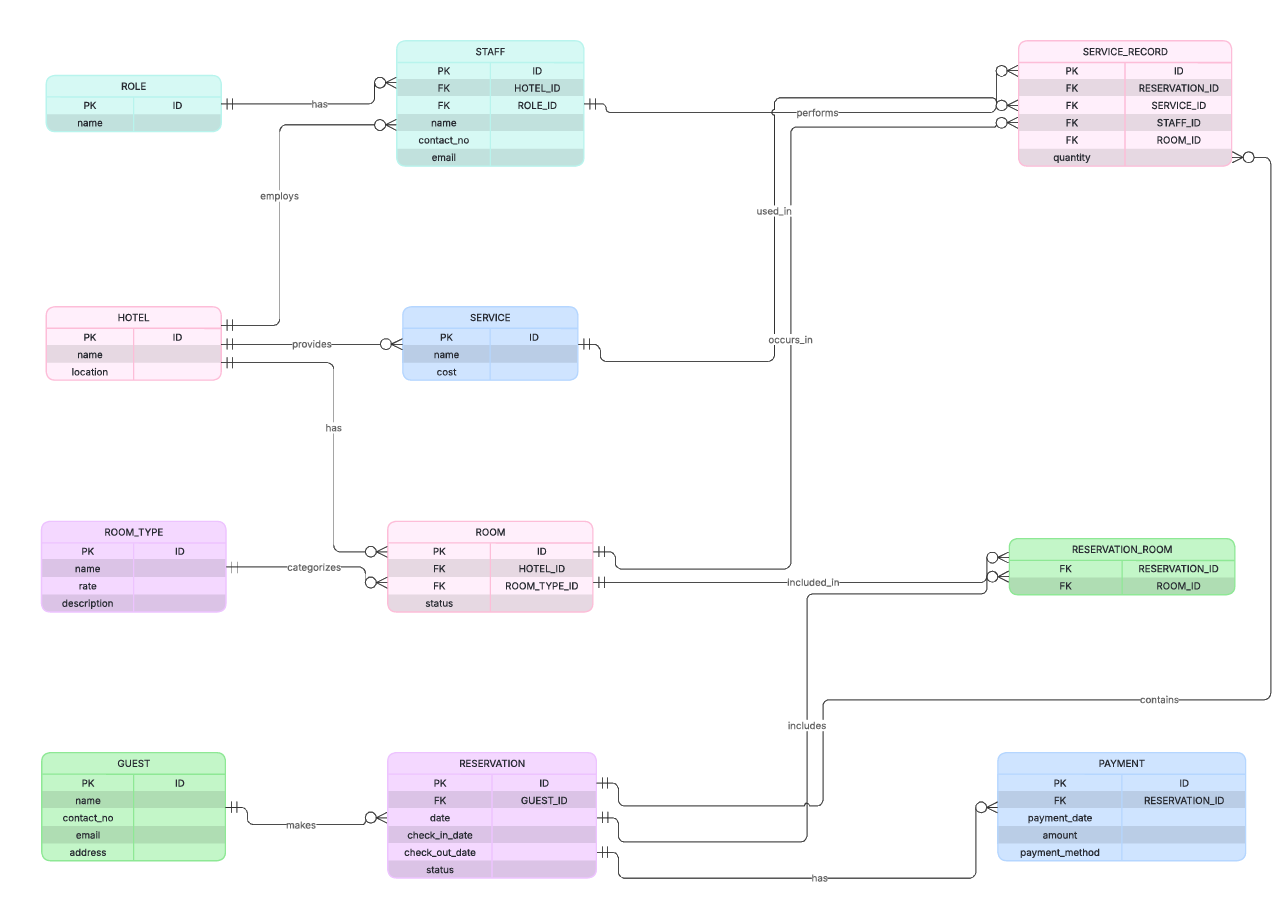 ROLE
PK ID
name
has
STAFF
PK ID
FK HOTEL_ID
FK ROLE_ID
name
contact_no
email
performs
SERVICE_RECORD
PK ID
FK RESERVATION_ID
FK SERVICE_ID
FK STAFF_ID
FK ROOM_ID
quantity
employs
used_in
HOTEL
PK ID
name
location
provides
SERVICE
PK ID
name
cost
occurs_in
has
ROOM_TYPE
PK ID
name
rate
description
categorizes
ROOM
PK ID
FK HOTEL_ID
FK ROOM_TYPE_ID
status
included_in
RESERVATION_ROOM
FK RESERVATION_ID
FK ROOM_ID
contains
includes
GUEST
PK ID
name
contact_no
email
address
makes
RESERVATION
PK ID
FK GUEST_ID
date
check_in_date
check_out_date
status
has
PAYMENT
PK ID
FK RESERVATION_ID
payment_date
amount
payment_method